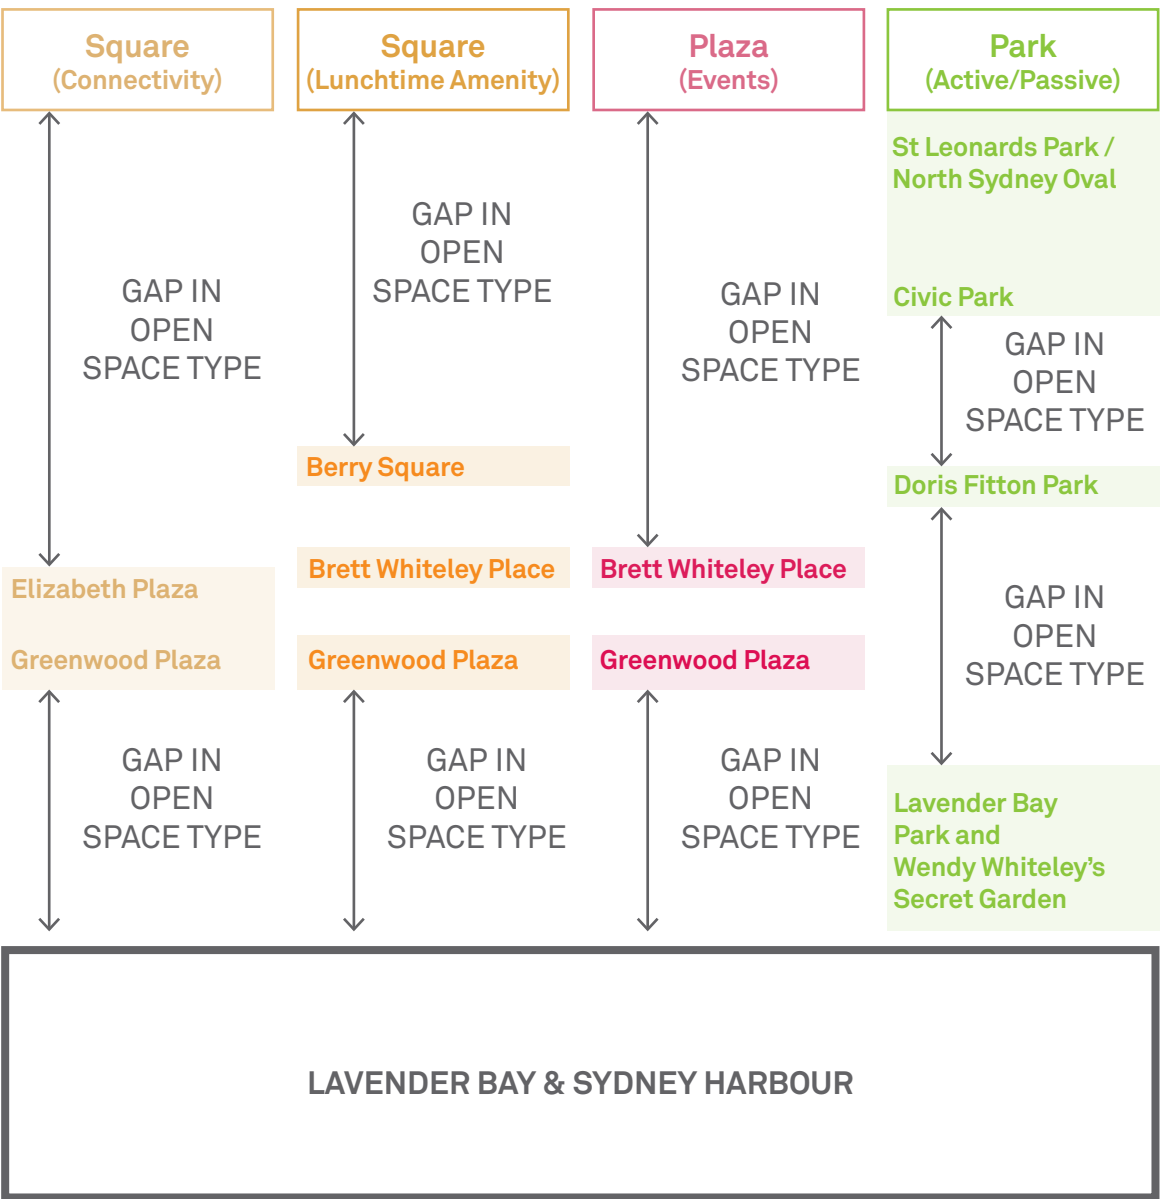 Square
(Connectivity)
GAP IN
OPEN
SPACE TYPE
Elizabeth Plaza
Greenwood Plaza
GAP IN
OPEN
SPACE TYPE
Square
(Lunchtime Amenity)
GAP IN
OPEN
SPACE TYPE
Berry Square
Brett Whiteley Place
Greenwood Plaza
GAP IN
OPEN
SPACE TYPE
Plaza
(Events)
GAP IN
OPEN
SPACE TYPE
Brett Whiteley Place
Greenwood Plaza
GAP IN
OPEN
SPACE TYPE
Park
(Active/Passive)
St Leonards Park /
North Sydney Oval
Civic Park
GAP IN
OPEN
SPACE TYPE
Doris Fitton Park
GAP IN
OPEN
SPACE TYPE
Lavender Bay
Park and
Wendy Whiteley’s
Secret Garden
LAVENDER BAY & SYDNEY HARBOUR